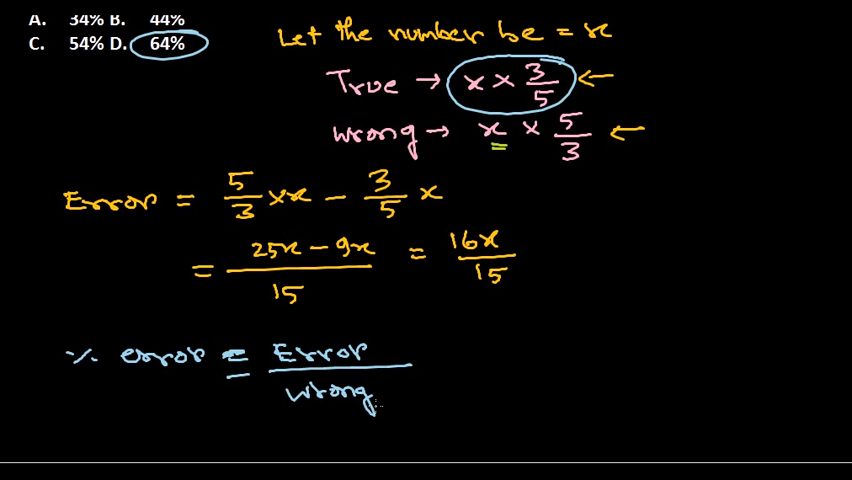 A. 34% B. 44%
C. 54% D. 64%
Let the number be = x
True → x × 3/5 ←
wrong → x × 5/3 ←
Error = 5/3 × x − 3/5 x
= 25x − 9x / 15 = 16x/15
% error = Error / wrong